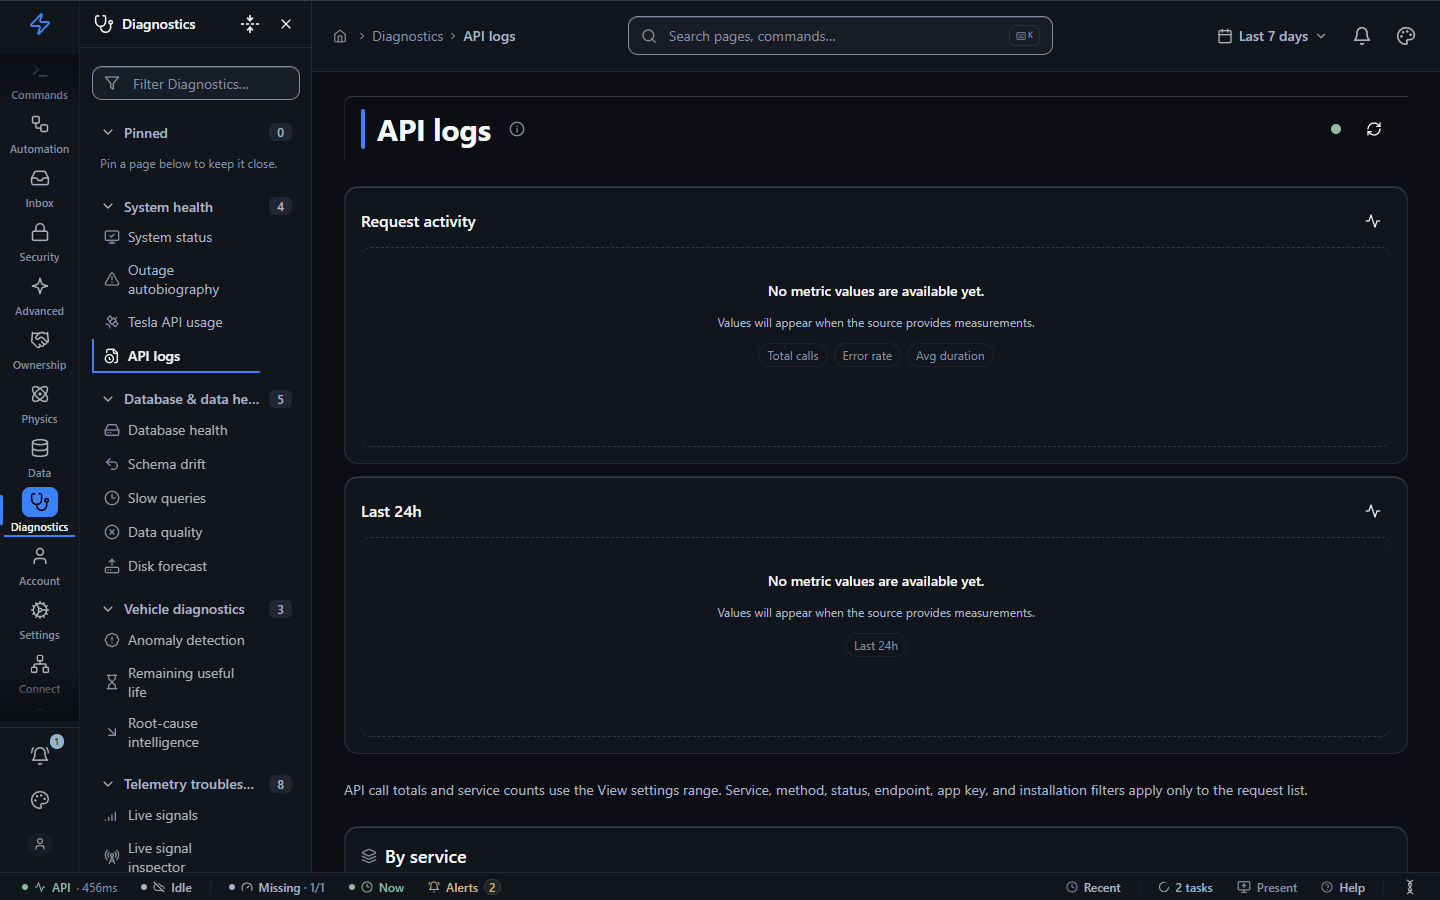 Diagnostics
Diagnostics
API logs
Search pages, commands...
K
Last 7 days
Commands
Automation
Inbox
Security
Advanced
Ownership
Physics
Data
Diagnostics
Account
Settings
Connect
1
Filter Diagnostics...
Pinned
0
Pin a page below to keep it close.
System health
4
System status
Outage
autobiography
Tesla API usage
API logs
Database & data he...
5
Database health
Schema drift
Slow queries
Data quality
Disk forecast
Vehicle diagnostics
3
Anomaly detection
Remaining useful
life
Root-cause
intelligence
Telemetry troubles...
8
Live signals
Live signal
inspector
API logs
Request activity
No metric values are available yet.
Values will appear when the source provides measurements.
Total calls
Error rate
Avg duration
Last 24h
No metric values are available yet.
Values will appear when the source provides measurements.
Last 24h
API call totals and service counts use the View settings range. Service, method, status, endpoint, app key, and installation filters apply only to the request list.
By service
API · 456ms
Idle
Missing · 1/1
Now
Alerts 2
Recent
2 tasks
Present
Help